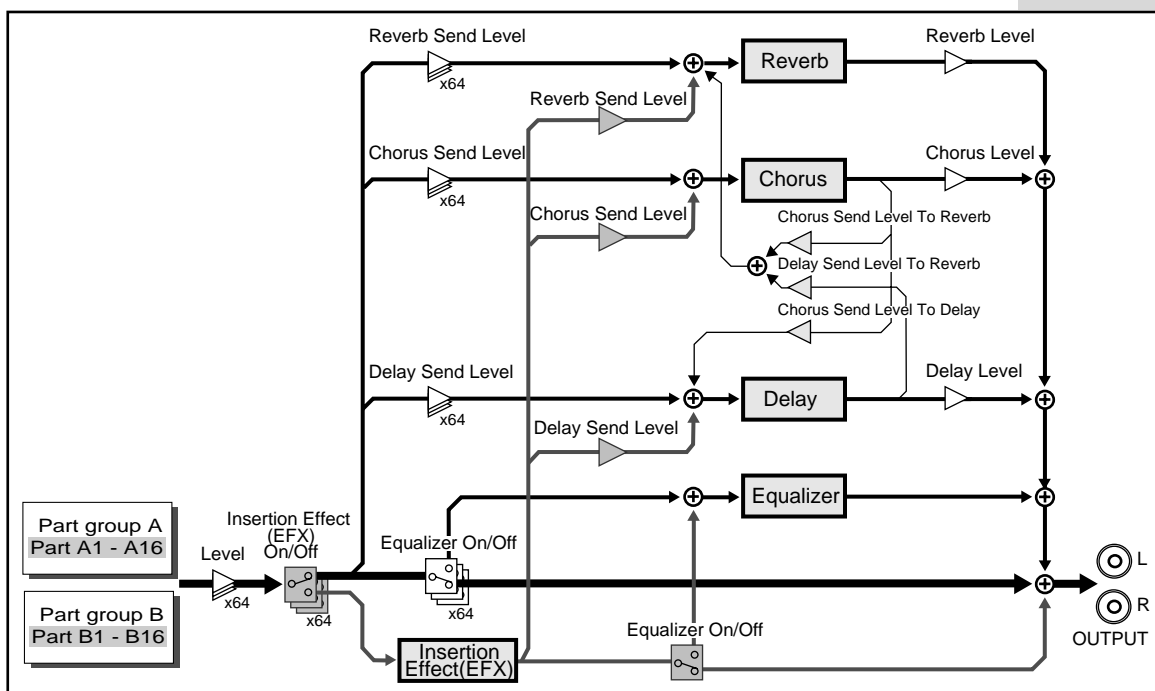 Reverb Send Level
Reverb Level
x64
Reverb
Reverb Send Level
Chorus Send Level
Chorus Level
x64
Chorus
Chorus Send Level
Chorus Send Level To Reverb
Delay Send Level To Reverb
Chorus Send Level To Delay
Delay Send Level
Delay Level
x64
Delay
Delay Send Level
Equalizer
Part group A
Part A1 - A16
Insertion Effect
(EFX)
On/Off
Level
Equalizer On/Off
x64
x64
x64
Part group B
Part B1 - B16
Equalizer On/Off
Insertion
Effect(EFX)
L
R
OUTPUT